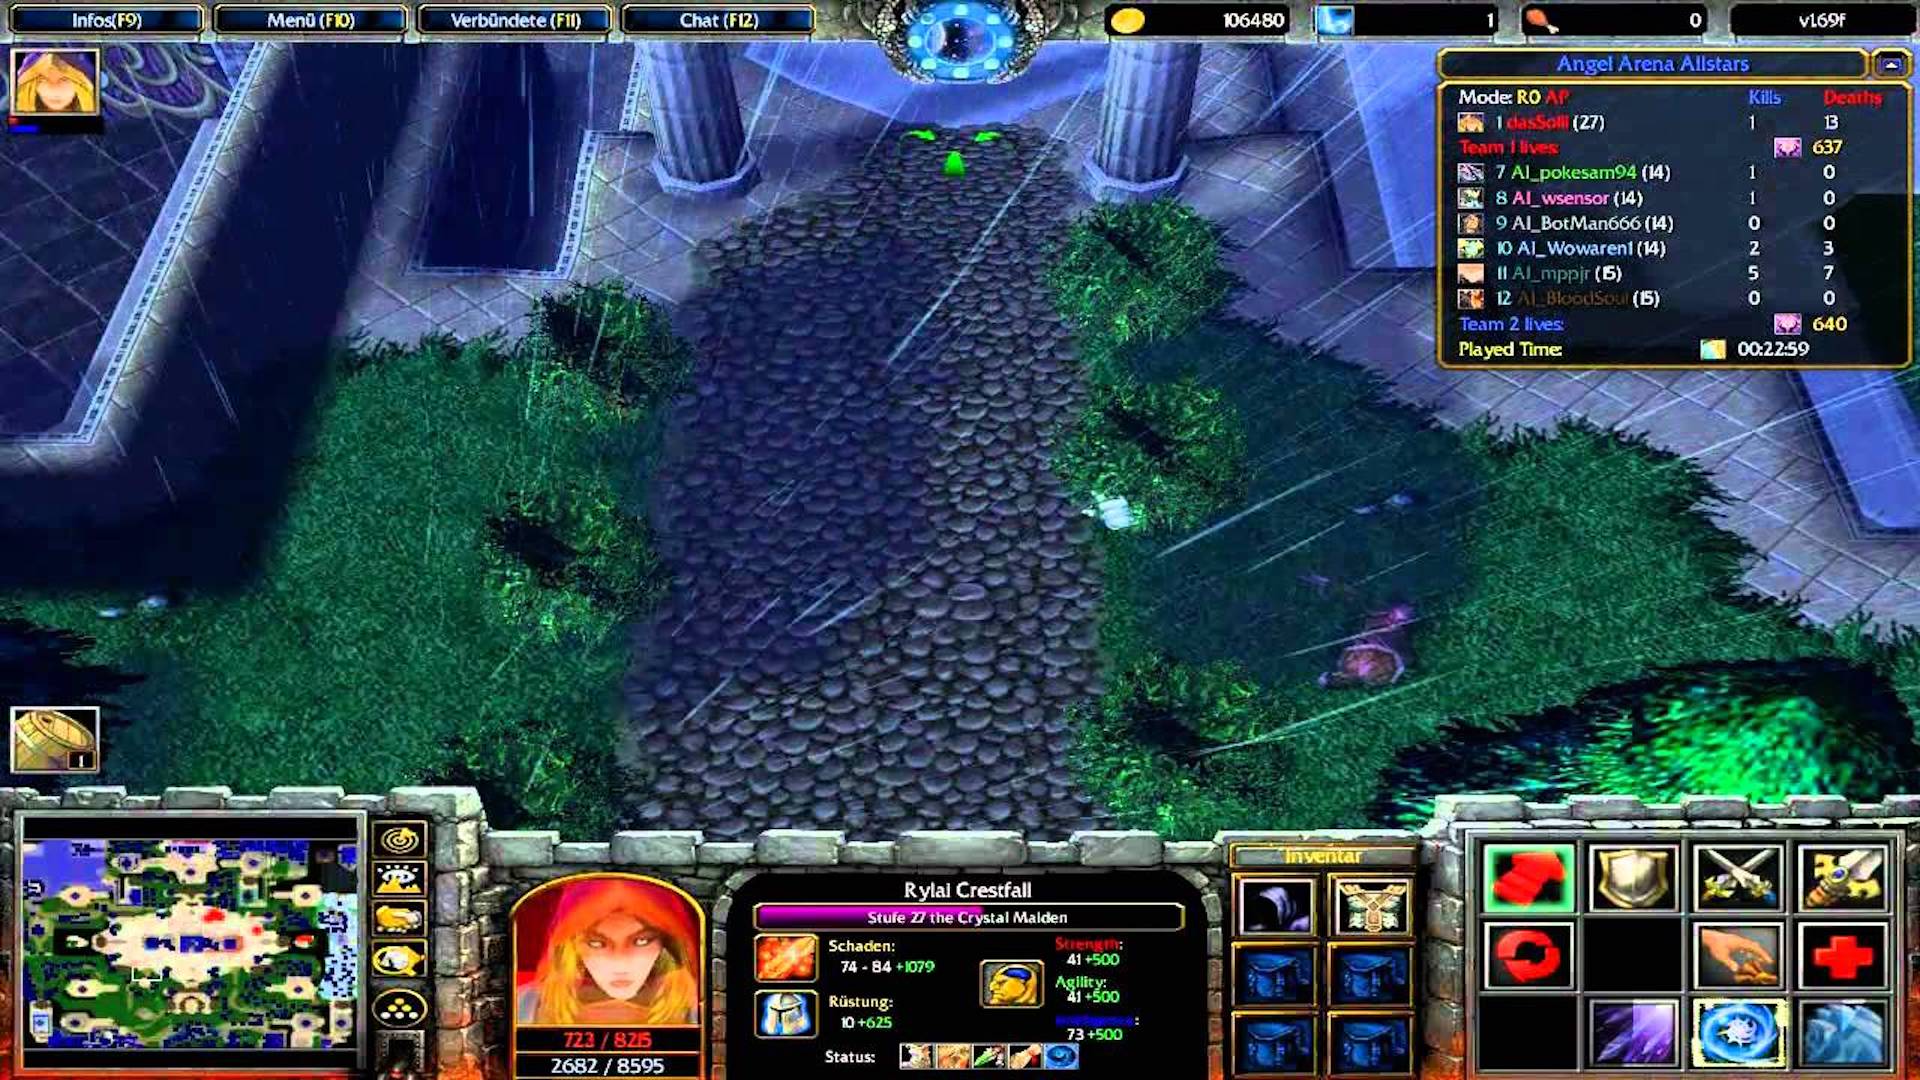 Infos(F9) Menü (F10) Verbündete (F11) Chat (F12) 106480 1 0 v1.69f
Angel Arena Allstars
Mode: RO AP Kills Deaths
1 dasSolii (27) 1 13
Team 1 lives: 637
7 AI_pokesam94 (14) 1 0
8 AI_wsensor (14) 1 0
9 AI_BotMan666 (14) 0 0
10 AI_Wowaren1 (14) 2 3
11 AI_mppjr (15) 5 7
12 AI_BloodSoul (15) 0 0
Team 2 lives: 640
Played Time: 00:22:59
1
Inventar
Rylai Crestfall
Stufe 27 the Crystal Maiden
Schaden:
74 - 84 +1079
Rüstung:
10 +625
Status:
Strength:
41 +500
Agility:
41 +500
Intelligence:
73 +500
723 / 8215
2682 / 8595